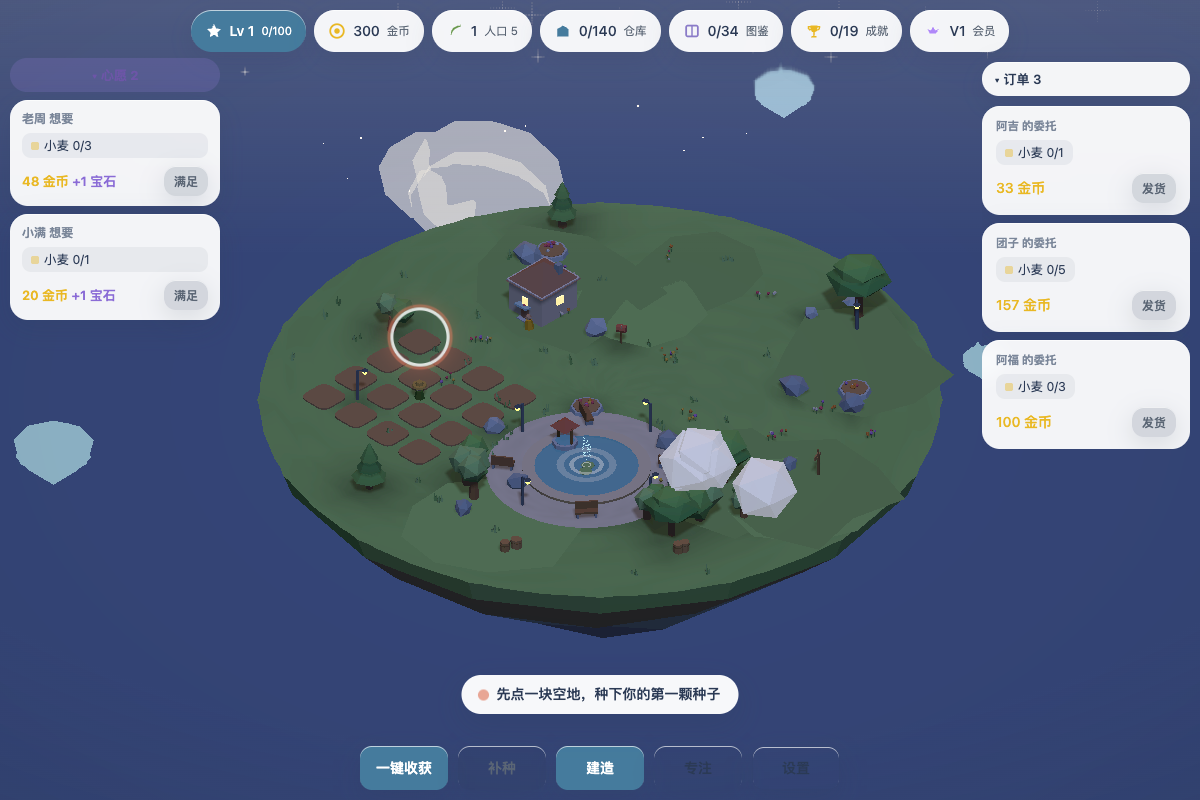 Lv 1 0/100
300 金币
1 人口 5
0/140 仓库
0/34 图鉴
0/19 成就
V1 会员
心愿 2
老周 想要
小麦 0/3
48 金币 +1 宝石
满足
小满 想要
小麦 0/1
20 金币 +1 宝石
满足
订单 3
阿吉 的委托
小麦 0/1
33 金币
发货
团子 的委托
小麦 0/5
157 金币
发货
阿福 的委托
小麦 0/3
100 金币
发货
先点一块空地，种下你的第一颗种子
一键收获
补种
建造
专注
设置